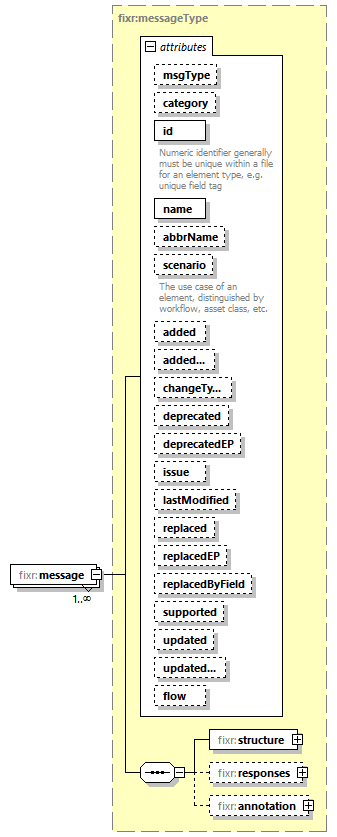 fixr:messageType
attributes
msgType
category
id
Numeric identifier generally
must be unique within a file
for an element type, e.g.
unique field tag
name
abbrName
scenario
The use case of an
element, distinguished by
workflow, asset class, etc.
added
added...
changeTy...
deprecated
deprecatedEP
issue
lastModified
replaced
replacedEP
replacedByField
supported
updated
updated...
flow
fixr:message
1..∞
fixr:structure
fixr:responses
fixr:annotation